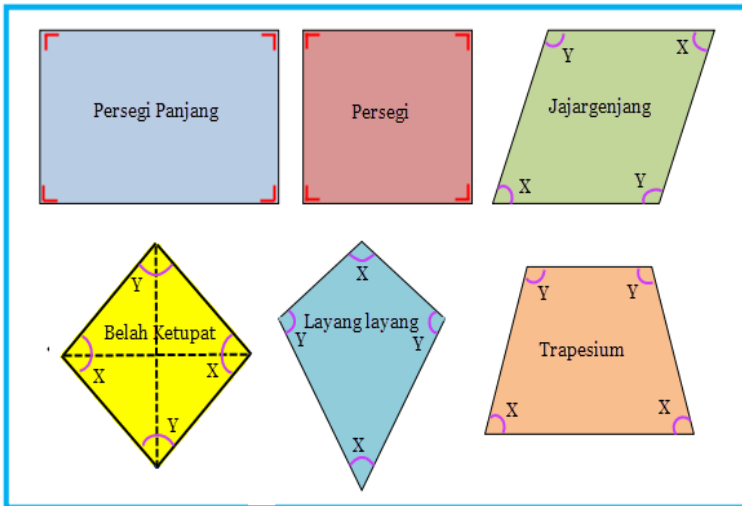 Persegi Panjang
Persegi
Y
X
Jajargenjang
X
Y
Y
Belah Ketupat
X
X
Y
X
Layang layang
Y
Y
X
Y
Y
Trapesium
X
X